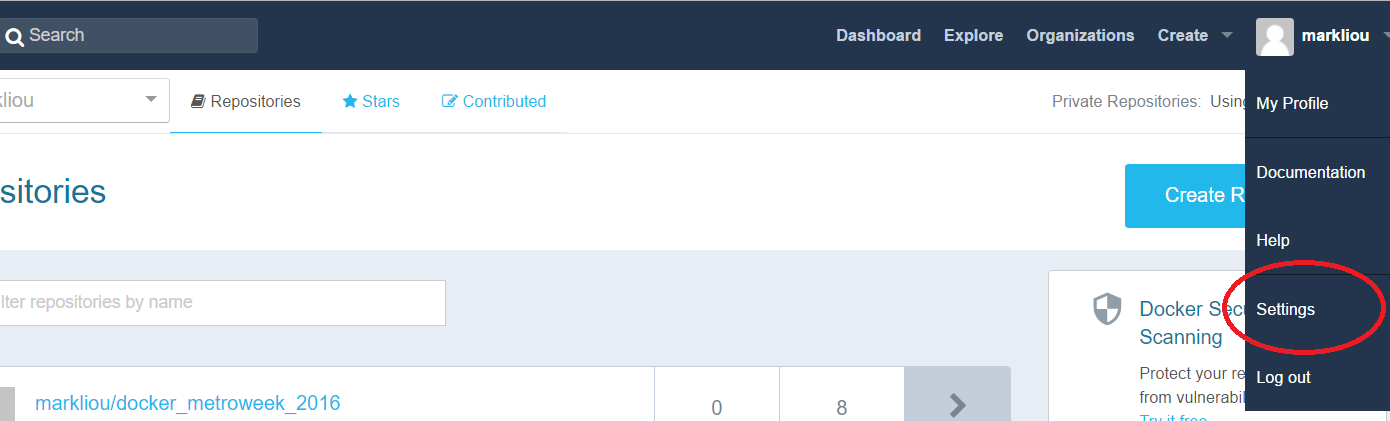 Search
Dashboard
Explore
Organizations
Create
markliou
kliou
Repositories
Stars
Contributed
Private Repositories: Using
My Profile
Documentation
Help
Settings
Log out
sitories
Create R
lter repositories by name
Docker Secu
Scanning
Protect your re
from vulnerabil
Try it free
markliou/docker_metroweek_2016
0
8